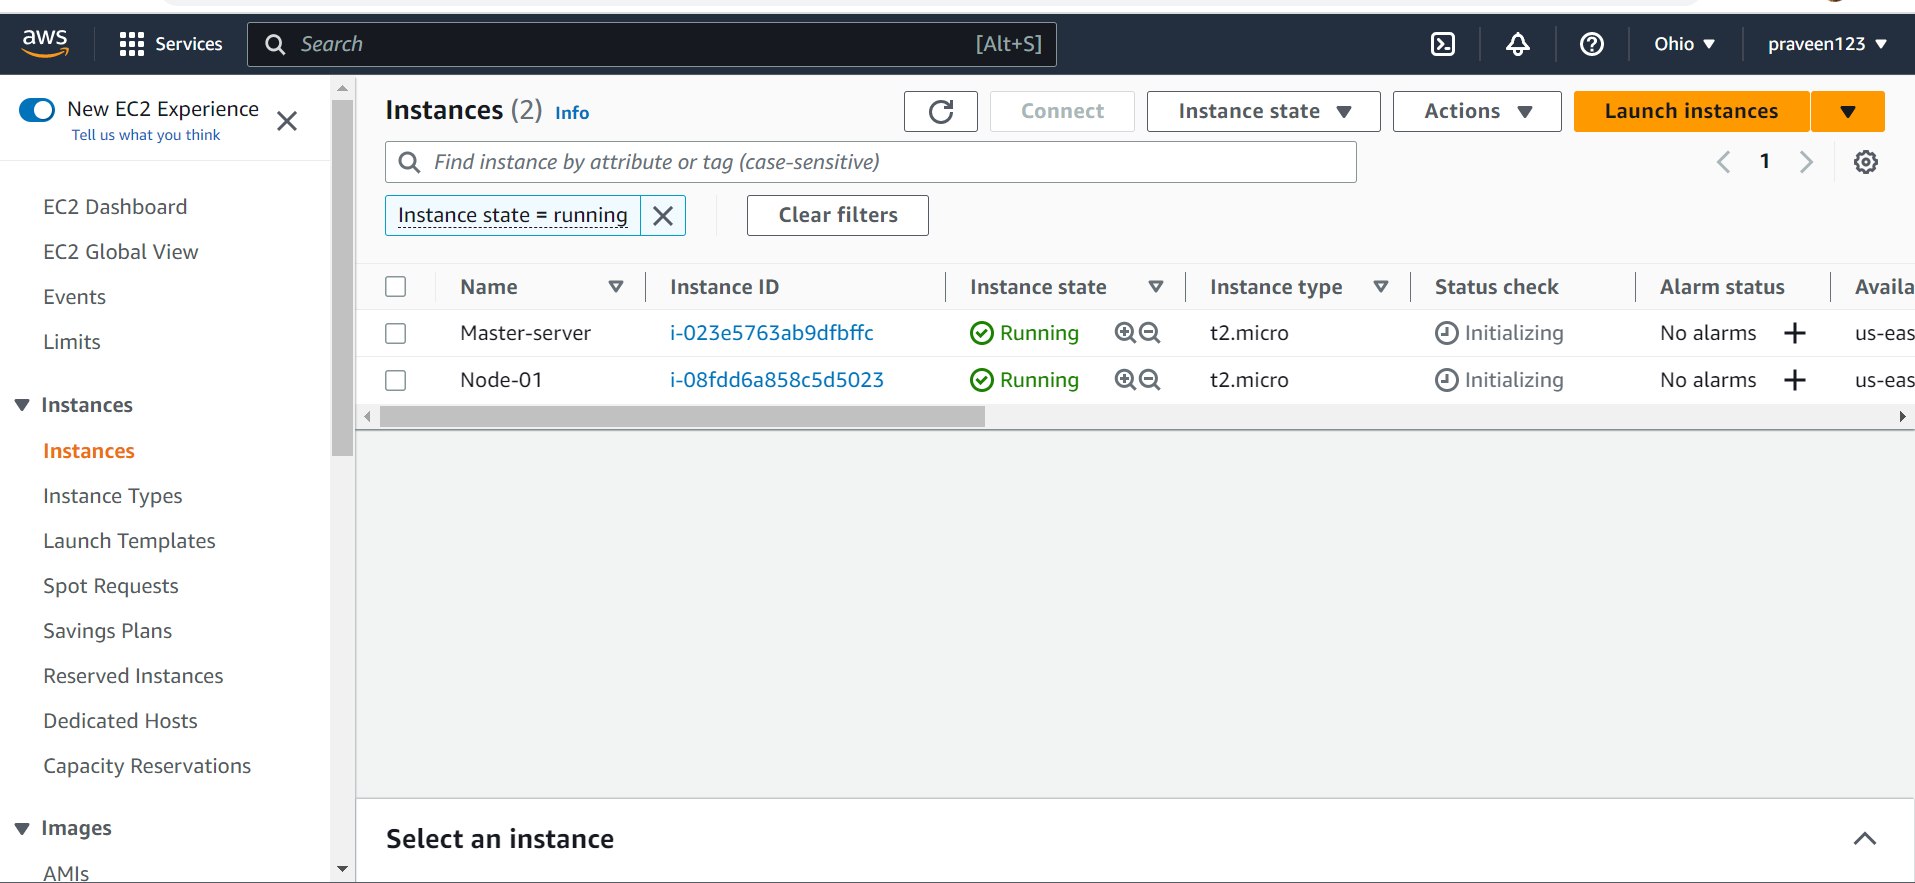 aws
Services
Search
[Alt+S]
Ohio
praveen123
New EC2 Experience
Tell us what you think
EC2 Dashboard
EC2 Global View
Events
Limits
Instances
Instances
Instance Types
Launch Templates
Spot Requests
Savings Plans
Reserved Instances
Dedicated Hosts
Capacity Reservations
Images
AMIs
Instances (2) Info
Connect
Instance state
Actions
Launch instances
Find instance by attribute or tag (case-sensitive)
1
Instance state = running
Clear filters
Name Instance ID Instance state Instance type Status check Alarm status Availa
Master-server i-023e5763ab9dfbffc Running t2.micro Initializing No alarms us-eas
Node-01 i-08fdd6a858c5d5023 Running t2.micro Initializing No alarms us-eas
Select an instance